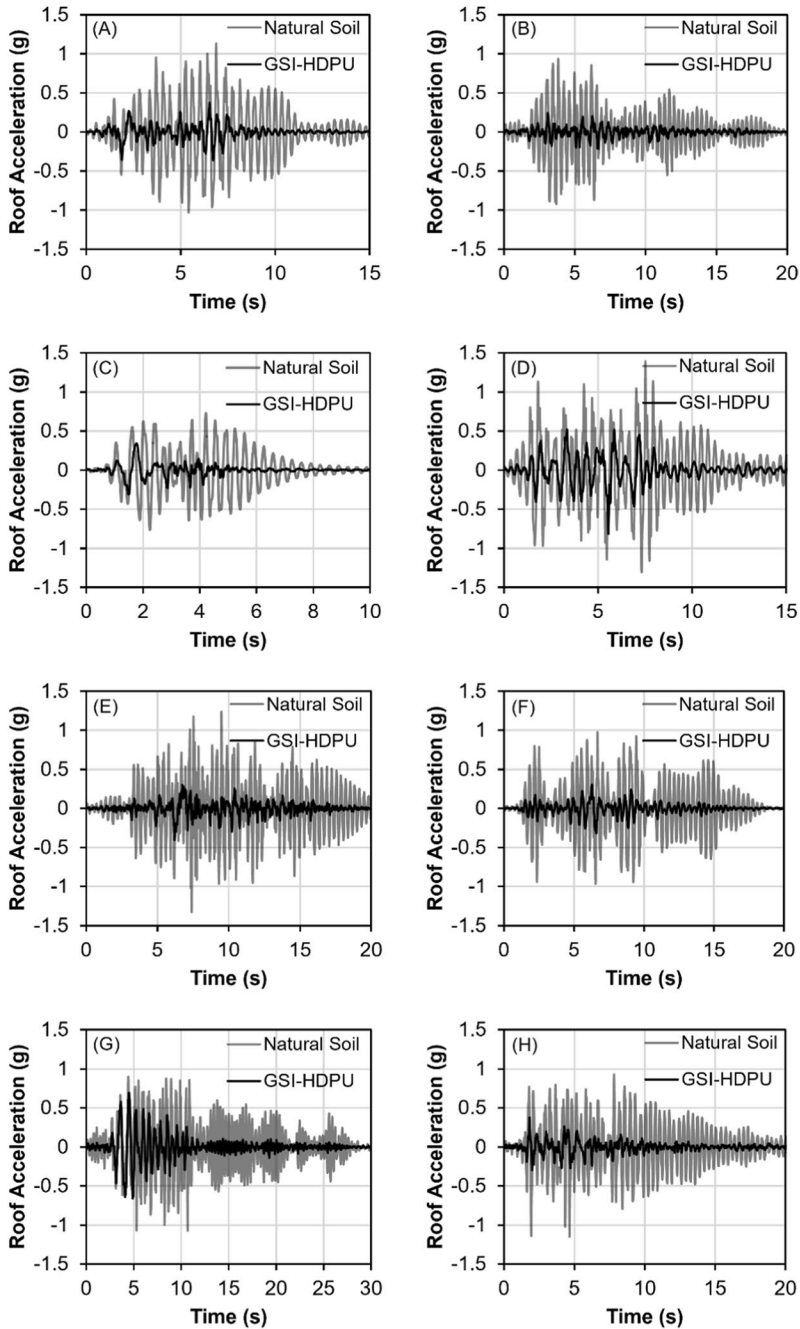 (A)
Natural Soil
GSI-HDPU
Roof Acceleration (g)
1.5
1
0.5
0
-0.5
-1
-1.5
0 5 10 15
Time (s)
(B)
Natural Soil
GSI-HDPU
Roof Acceleration (g)
1.5
1
0.5
0
-0.5
-1
-1.5
0 5 10 15 20
Time (s)
(C)
Natural Soil
GSI-HDPU
Roof Acceleration (g)
1.5
1
0.5
0
-0.5
-1
-1.5
0 2 4 6 8 10
Time (s)
(D)
Natural Soil
GSI-HDPU
Roof Acceleration (g)
1.5
1
0.5
0
-0.5
-1
-1.5
0 5 10 15
Time (s)
(E)
Natural Soil
GSI-HDPU
Roof Acceleration (g)
1.5
1
0.5
0
-0.5
-1
-1.5
0 5 10 15 20
Time (s)
(F)
Natural Soil
GSI-HDPU
Roof Acceleration (g)
1.5
1
0.5
0
-0.5
-1
-1.5
0 5 10 15 20
Time (s)
(G)
Natural Soil
GSI-HDPU
Roof Acceleration (g)
1.5
1
0.5
0
-0.5
-1
-1.5
0 5 10 15 20 25 30
Time (s)
(H)
Natural Soil
GSI-HDPU
Roof Acceleration (g)
1.5
1
0.5
0
-0.5
-1
-1.5
0 5 10 15 20
Time (s)